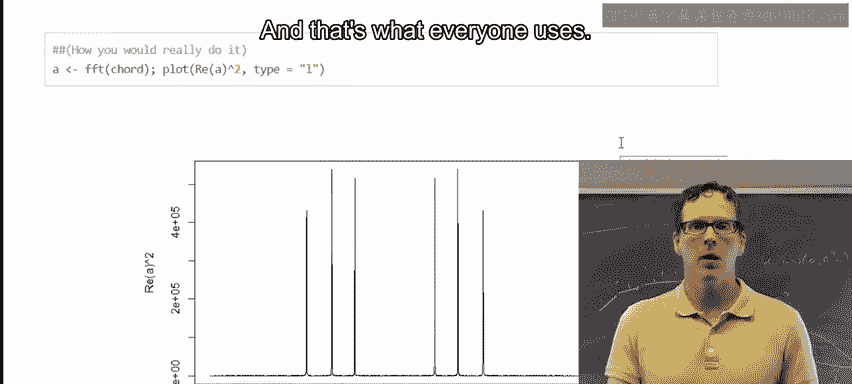 And that's what everyone uses.
##(How you would really do it)
a <- fft(chord); plot(Re(a)^2, type = "l")
Re(a)^2
4e+05
2e+05
e+00